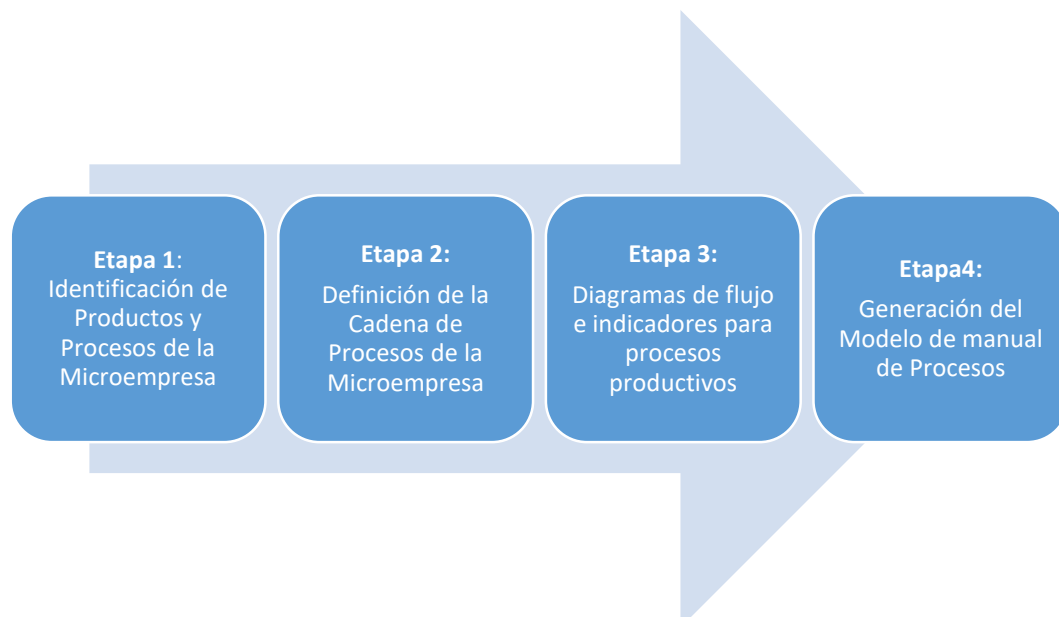 Etapa 1:
Identificación de
Productos y
Procesos de la
Microempresa
Etapa 2:
Definición de la
Cadena de
Procesos de la
Microempresa
Etapa 3:
Diagramas de flujo
e indicadores para
procesos
productivos
Etapa4:
Generación del
Modelo de manual
de Procesos